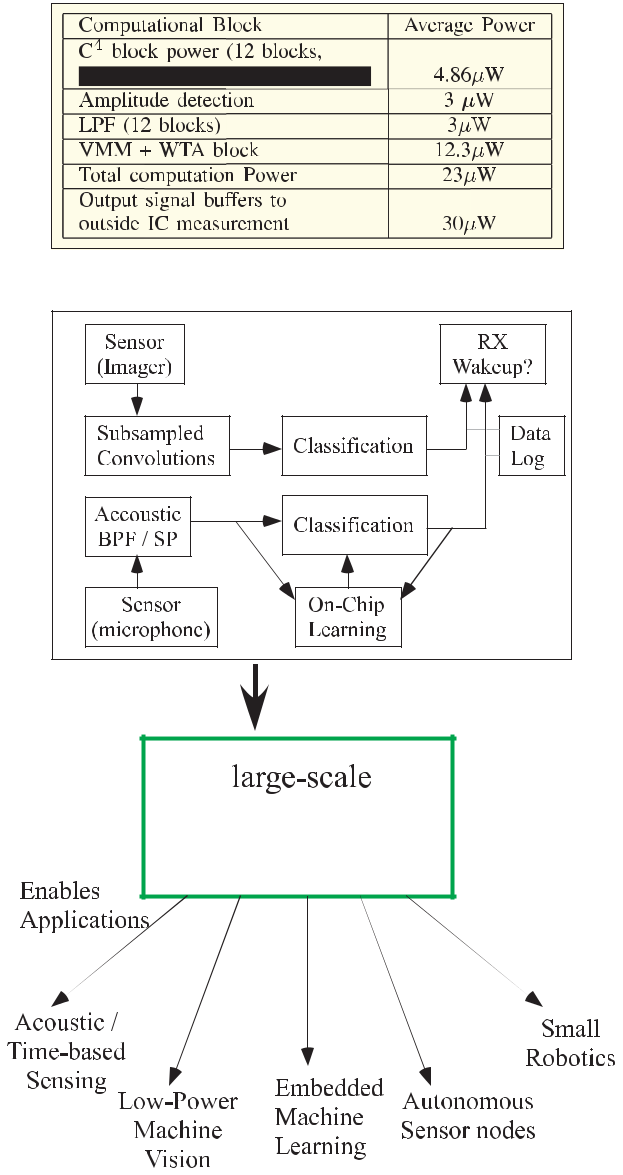 Computational Block Average Power
C⁴ block power (12 blocks,
4.86μW
Amplitude detection 3 μW
LPF (12 blocks) 3μW
VMM + WTA block 12.3μW
Total computation Power 23μW
Output signal buffers to
outside IC measurement 30μW
Sensor
(Imager)
RX
Wakeup?
Subsampled
Convolutions
Classification
Data
Log
Accoustic
BPF / SP
Classification
Sensor
(microphone)
On-Chip
Learning
large-scale
Enables
Applications
Acoustic /
Time-based
Sensing
Low-Power
Machine
Vision
Embedded
Machine
Learning
Autonomous
Sensor nodes
Small
Robotics